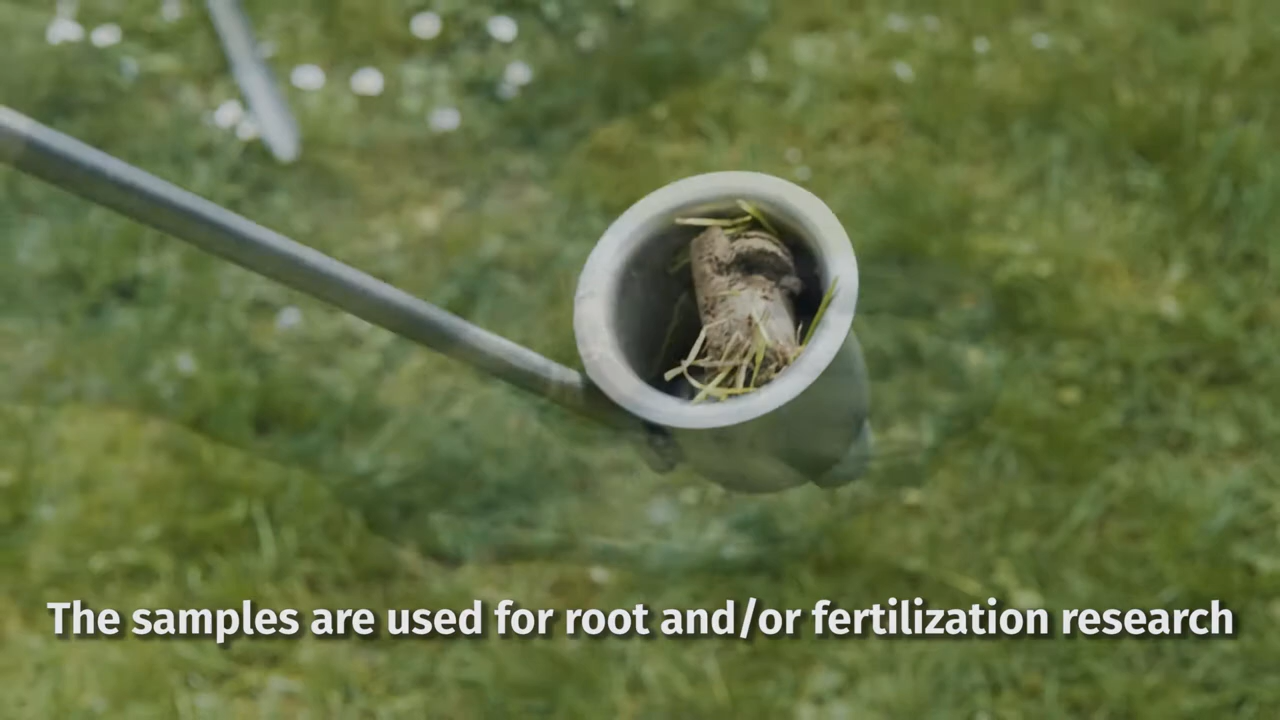 The samples are used for root and/or fertilization research